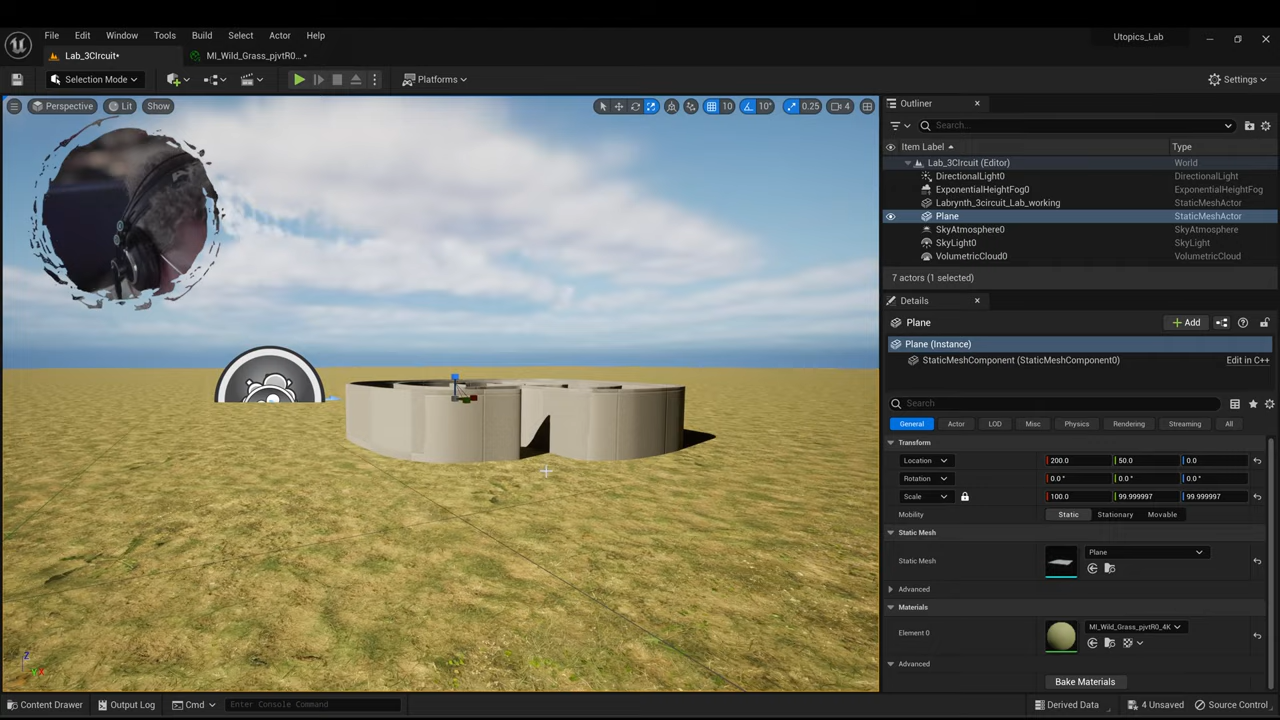 File Edit Window Tools Build Select Actor Help
Utopics_Lab
Lab_3CIrcuit• MI_Wild_Grass_pjvtR0... •
Selection Mode Platforms Settings
Perspective Lit Show 10 10° 0.25 4
Outliner
Search...
Item Label Type
Lab_3CIrcuit (Editor) World
DirectionalLight0 DirectionalLight
ExponentialHeightFog0 ExponentialHeightFog
Labrynth_3circuit_Lab_working StaticMeshActor
Plane StaticMeshActor
SkyAtmosphere0 SkyAtmosphere
SkyLight0 SkyLight
VolumetricCloud0 VolumetricCloud
7 actors (1 selected)
Details
Plane Add
Plane (Instance)
StaticMeshComponent (StaticMeshComponent0) Edit in C++
Search
General Actor LOD Misc Physics Rendering Streaming All
Transform
Location 200.0 50.0 0.0
Rotation 0.0 ° 0.0 ° 0.0 °
Scale 100.0 99.999997 99.999997
Mobility Static Stationary Movable
Static Mesh
Static Mesh Plane
Advanced
Materials
Element 0 MI_Wild_Grass_pjvtR0_4K
Advanced
Bake Materials
Content Drawer Output Log Cmd Enter Console Command Derived Data 4 Unsaved Source Control